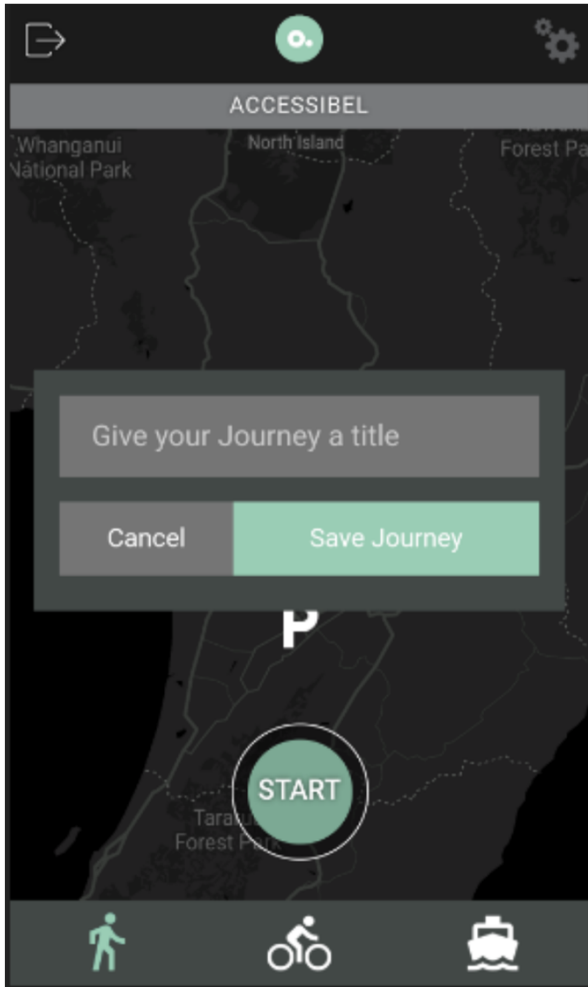 ACCESSIBEL
Whanganui
National Park
North Island
Forest Pa
Give your Journey a title
Cancel
Save Journey
P
START
Forest Park